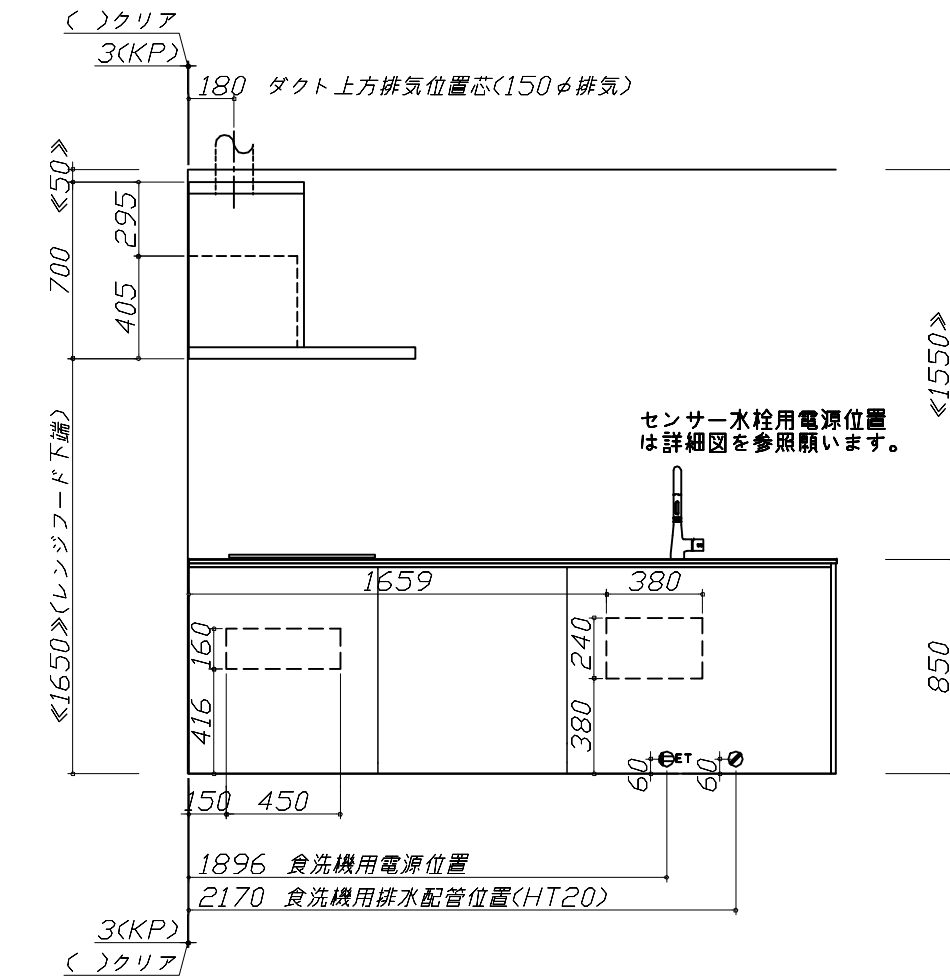 ( )クリア
3(KP)
180 ダクト上方排気位置芯(150φ排気)
≪50≫
295
700
405
≪1550≫
センサー水栓用電源位置
は詳細図を参照願います。
≪1650≫(レンジフード下端)
1659
380
160
240
850
416
380
60
ET
60
150
450
1896 食洗機用電源位置
2170 食洗機用排水配管位置(HT20)
3(KP)
( )クリア